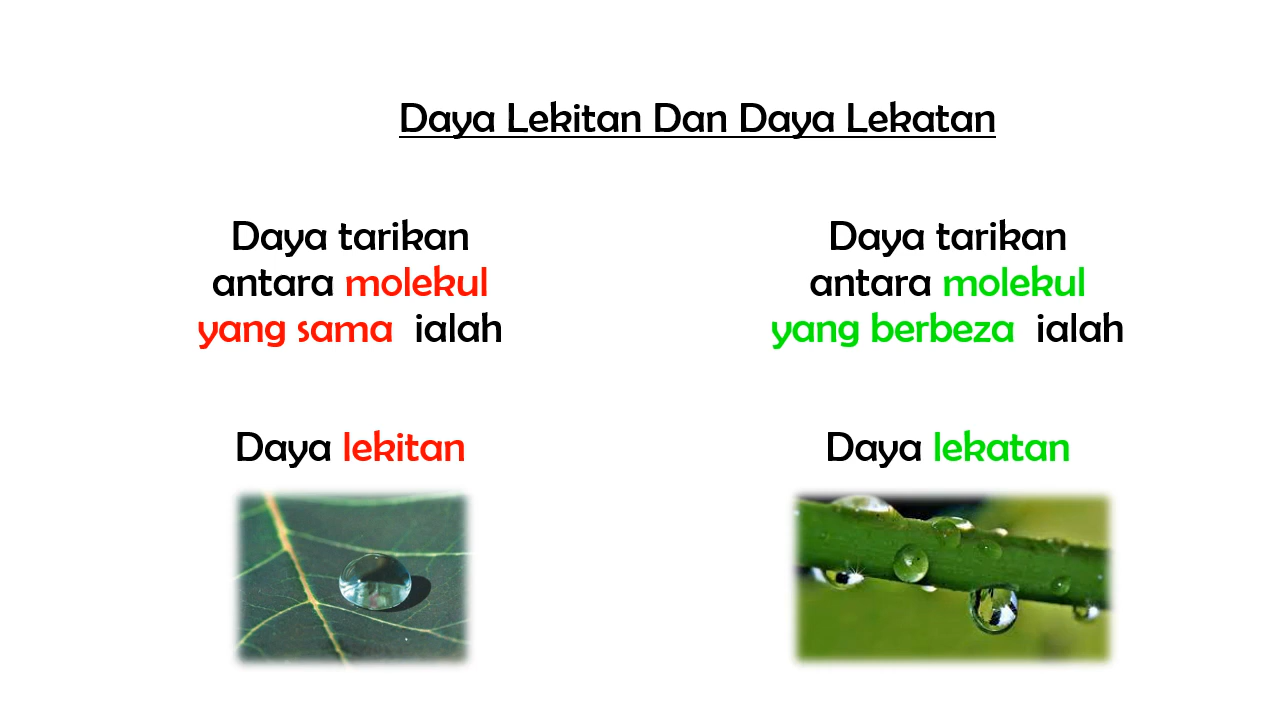 Daya Lekitan Dan Daya Lekatan
Daya tarikan
antara molekul
yang sama ialah
Daya lekitan
Daya tarikan
antara molekul
yang berbeza ialah
Daya lekatan